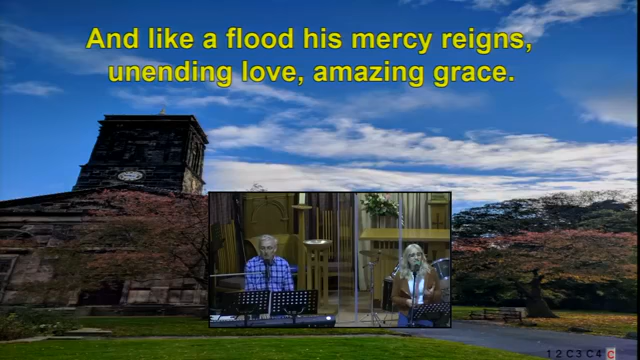 And like a flood his mercy reigns,
unending love, amazing grace.
1 2 C3 C4 C